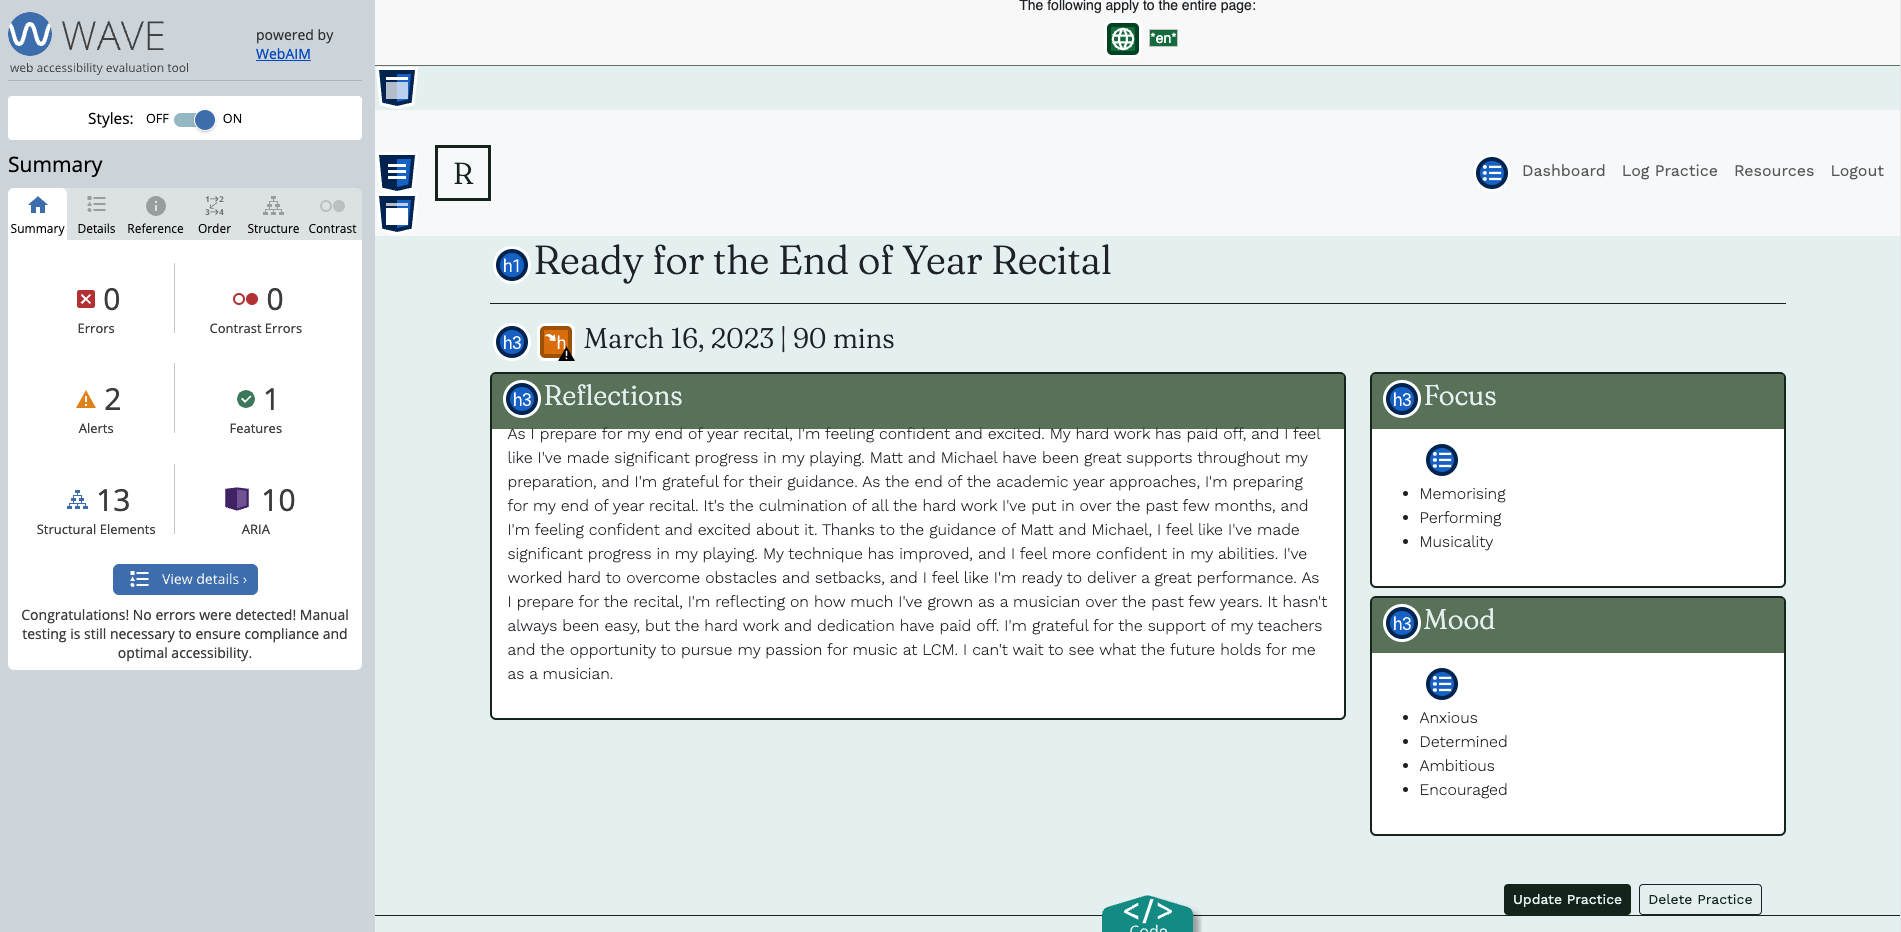 WAVE
powered by
WebAIM
web accessibility evaluation tool
Styles: OFF ON
Summary
Summary Details Reference Order Structure Contrast
0
Errors
0
Contrast Errors
2
Alerts
1
Features
13
Structural Elements
10
ARIA
View details ›
Congratulations! No errors were detected! Manual
testing is still necessary to ensure compliance and
optimal accessibility.
The following apply to the entire page:
*en*
R
Dashboard Log Practice Resources Logout
h1 Ready for the End of Year Recital
h3 h March 16, 2023 | 90 mins
h3 Reflections
As I prepare for my end of year recital, I'm feeling confident and excited. My hard work has paid off, and I feel
like I've made significant progress in my playing. Matt and Michael have been great supports throughout my
preparation, and I'm grateful for their guidance. As the end of the academic year approaches, I'm preparing
for my end of year recital. It's the culmination of all the hard work I've put in over the past few months, and
I'm feeling confident and excited about it. Thanks to the guidance of Matt and Michael, I feel like I've made
significant progress in my playing. My technique has improved, and I feel more confident in my abilities. I've
worked hard to overcome obstacles and setbacks, and I feel like I'm ready to deliver a great performance. As
I prepare for the recital, I'm reflecting on how much I've grown as a musician over the past few years. It hasn't
always been easy, but the hard work and dedication have paid off. I'm grateful for the support of my teachers
and the opportunity to pursue my passion for music at LCM. I can't wait to see what the future holds for me
as a musician.
h3 Focus
• Memorising
• Performing
• Musicality
h3 Mood
• Anxious
• Determined
• Ambitious
• Encouraged
Update Practice Delete Practice
</>
Code